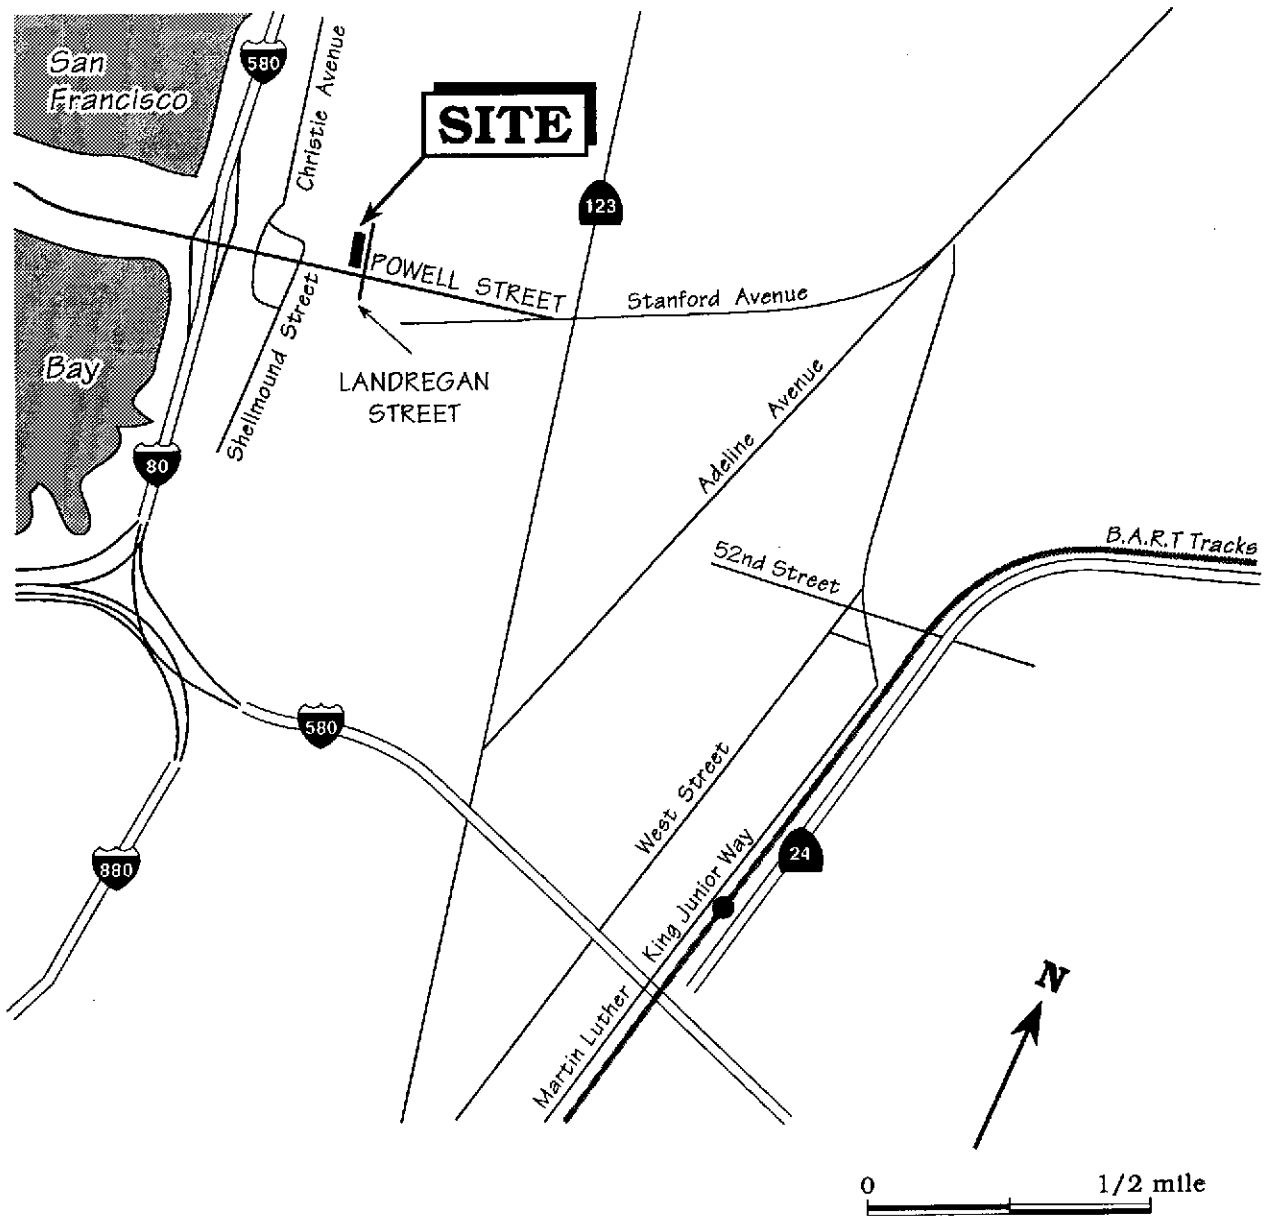 San
Francisco
580
Christie Avenue
SITE
123
POWELL STREET
Stanford Avenue
Shellmound Street
Bay
LANDREGAN
STREET
80
Adeline Avenue
B.A.R.T Tracks
52nd Street
580
West Street
880
24
Martin Luther King Junior Way
N
0 1/2 mile